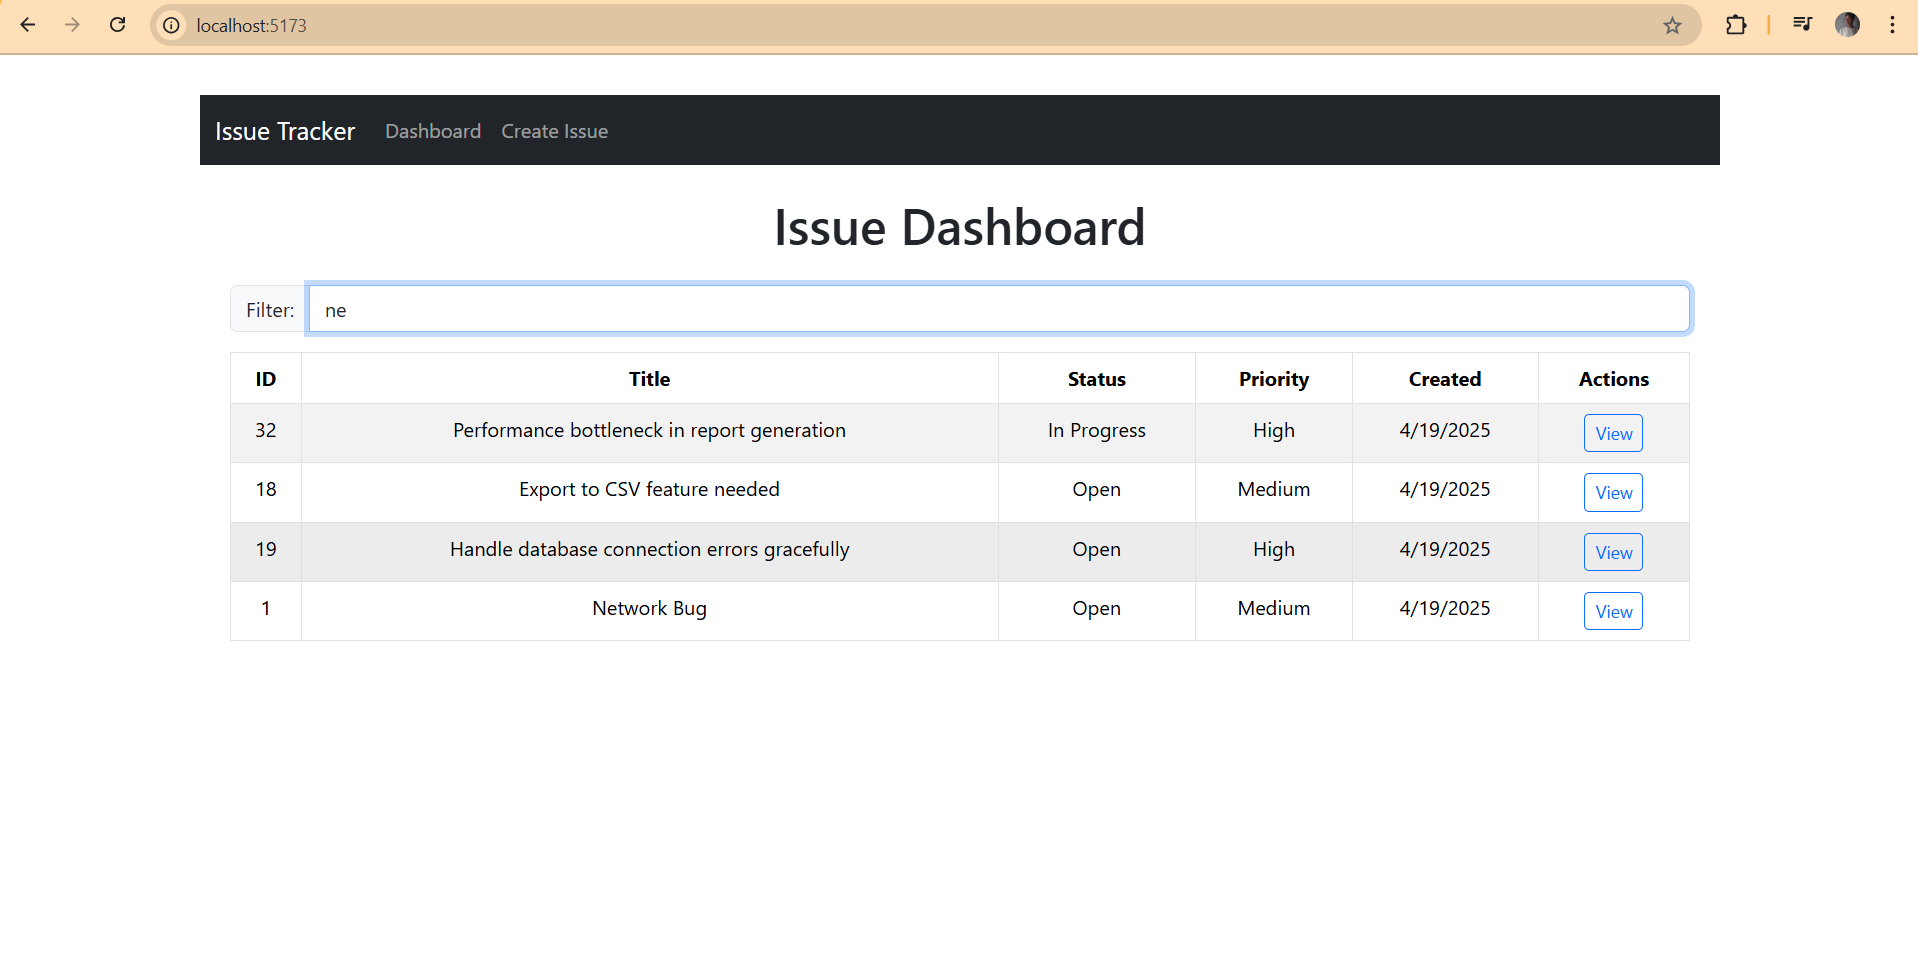 localhost:5173
Issue Tracker Dashboard Create Issue
Issue Dashboard
Filter: ne
ID Title Status Priority Created Actions
32 Performance bottleneck in report generation In Progress High 4/19/2025 View
18 Export to CSV feature needed Open Medium 4/19/2025 View
19 Handle database connection errors gracefully Open High 4/19/2025 View
1 Network Bug Open Medium 4/19/2025 View